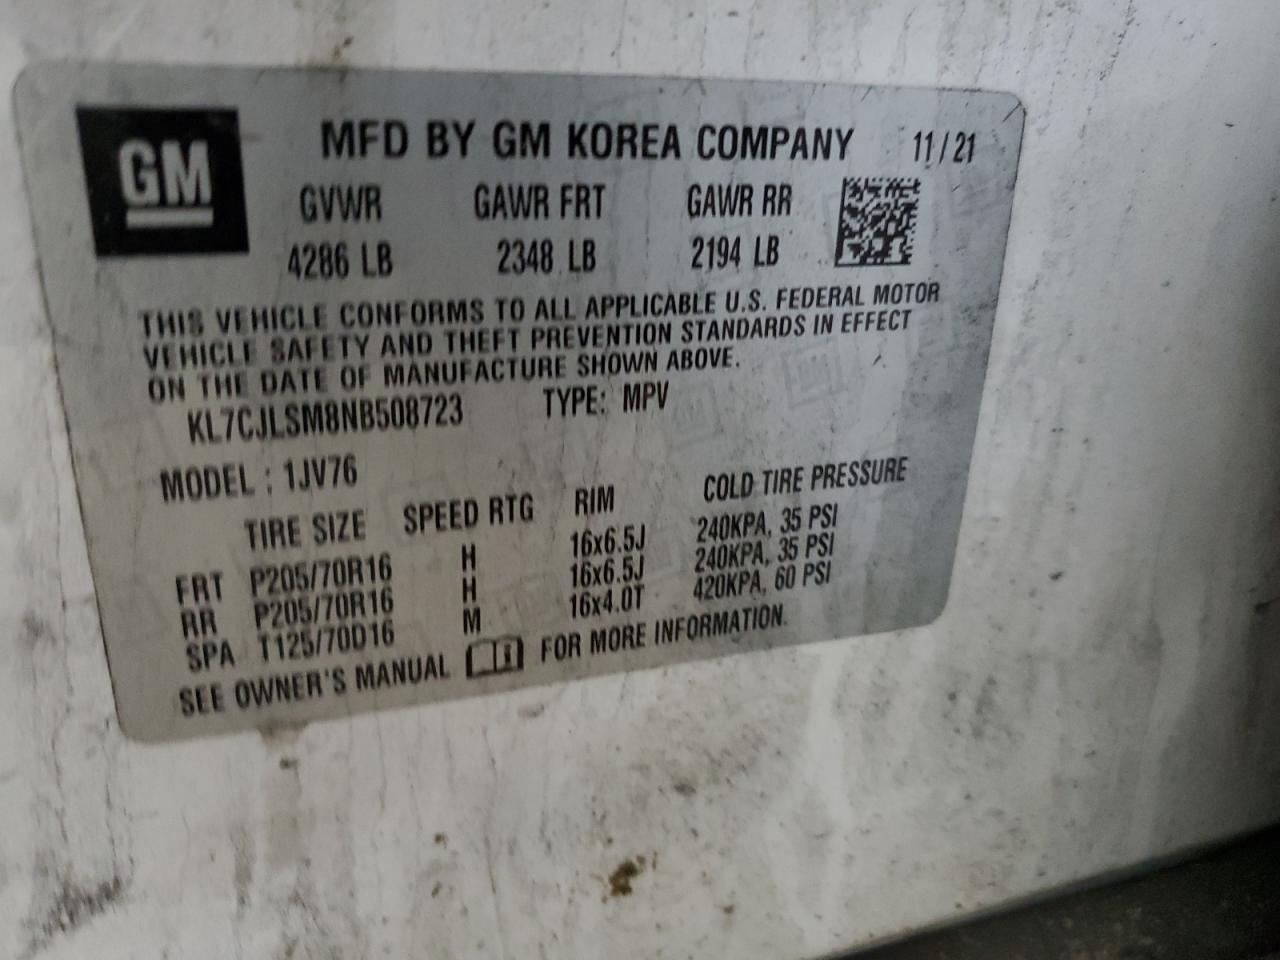 GM
MFD BY GM KOREA COMPANY 11/21
GVWR GAWR FRT GAWR RR
4286 LB 2348 LB 2194 LB
THIS VEHICLE CONFORMS TO ALL APPLICABLE U.S. FEDERAL MOTOR
VEHICLE SAFETY AND THEFT PREVENTION STANDARDS IN EFFECT
ON THE DATE OF MANUFACTURE SHOWN ABOVE.
KL7CJLSM8NB508723 TYPE: MPV
MODEL : 1JV76
TIRE SIZE SPEED RTG RIM COLD TIRE PRESSURE
FRT P205/70R16 H 16x6.5J 240KPA, 35 PSI
RR P205/70R16 H 16x6.5J 240KPA, 35 PSI
SPA T125/70D16 M 16x4.0T 420KPA, 60 PSI
SEE OWNER'S MANUAL i FOR MORE INFORMATION.